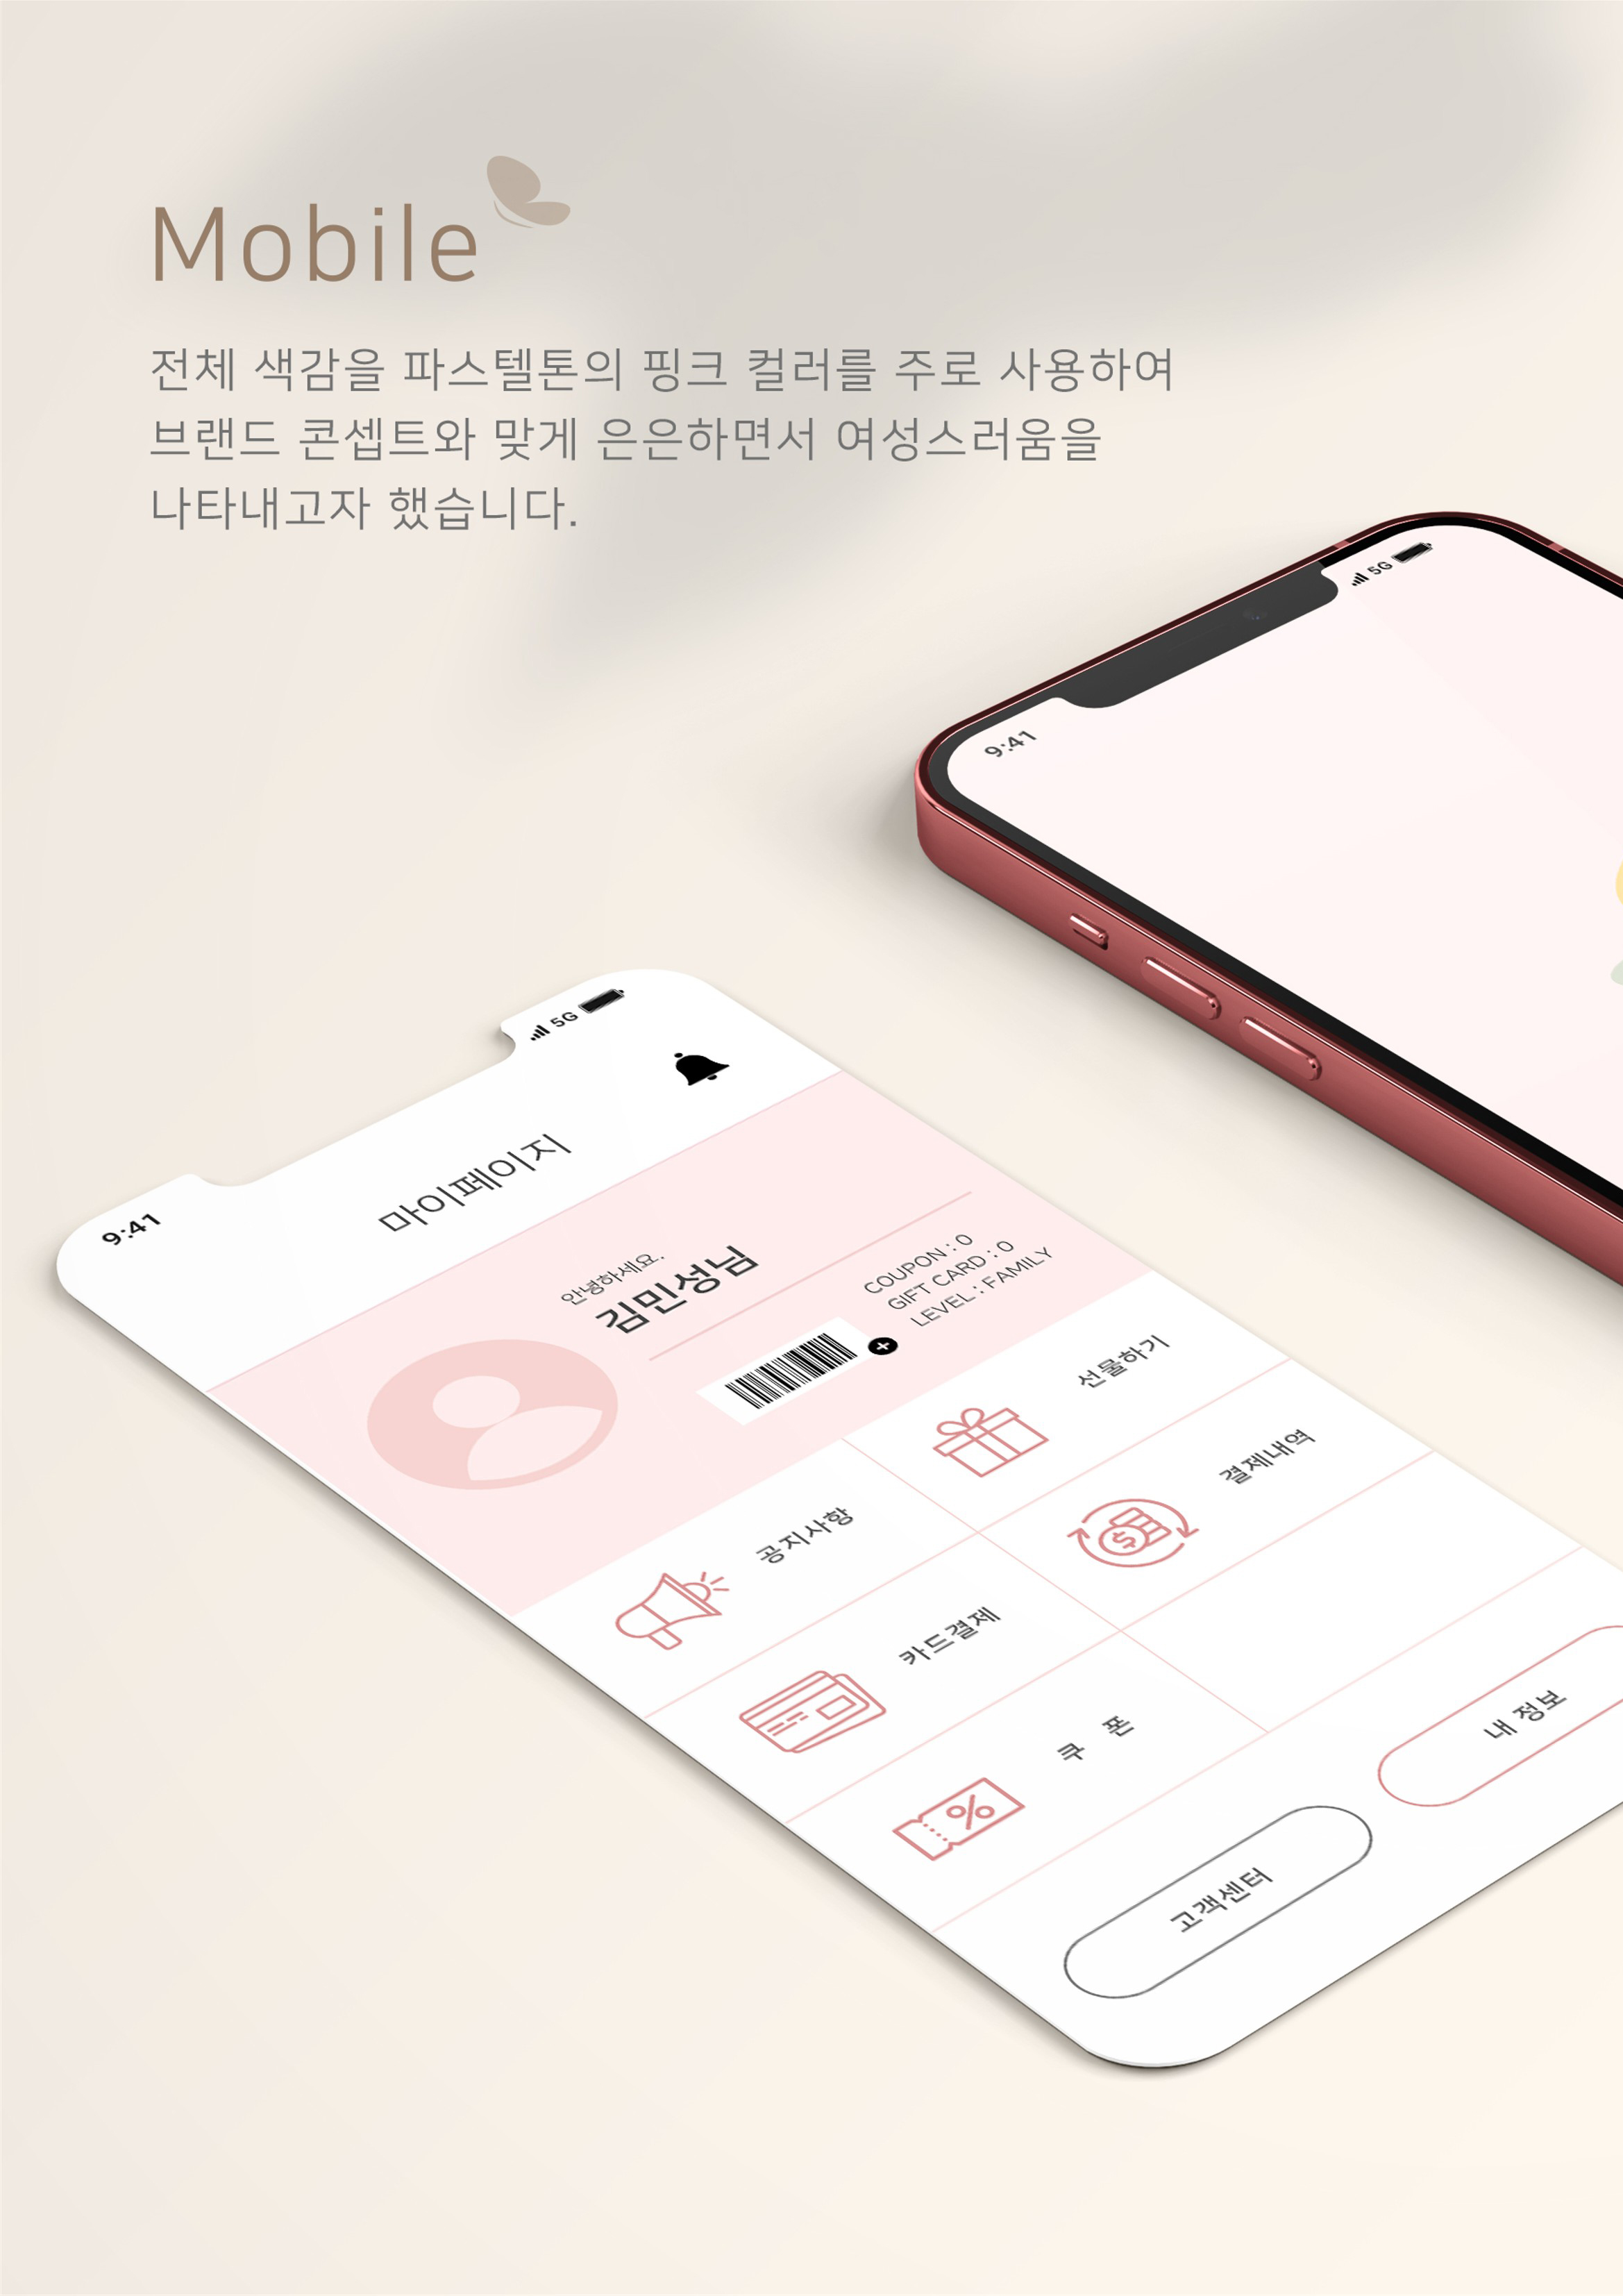 Mobile
전체 색감을 파스텔톤의 핑크 컬러를 주로 사용하여
브랜드 콘셉트와 맞게 은은하면서 여성스러움을
나타내고자 했습니다.
9:41
5G
9:41
5G
마이페이지
안녕하세요.
김민성님
COUPON : 0
GIFT CARD : 0
LEVEL : FAMILY
공지사항
선물하기
카드결제
결제내역
쿠 폰
고객센터
내 정보